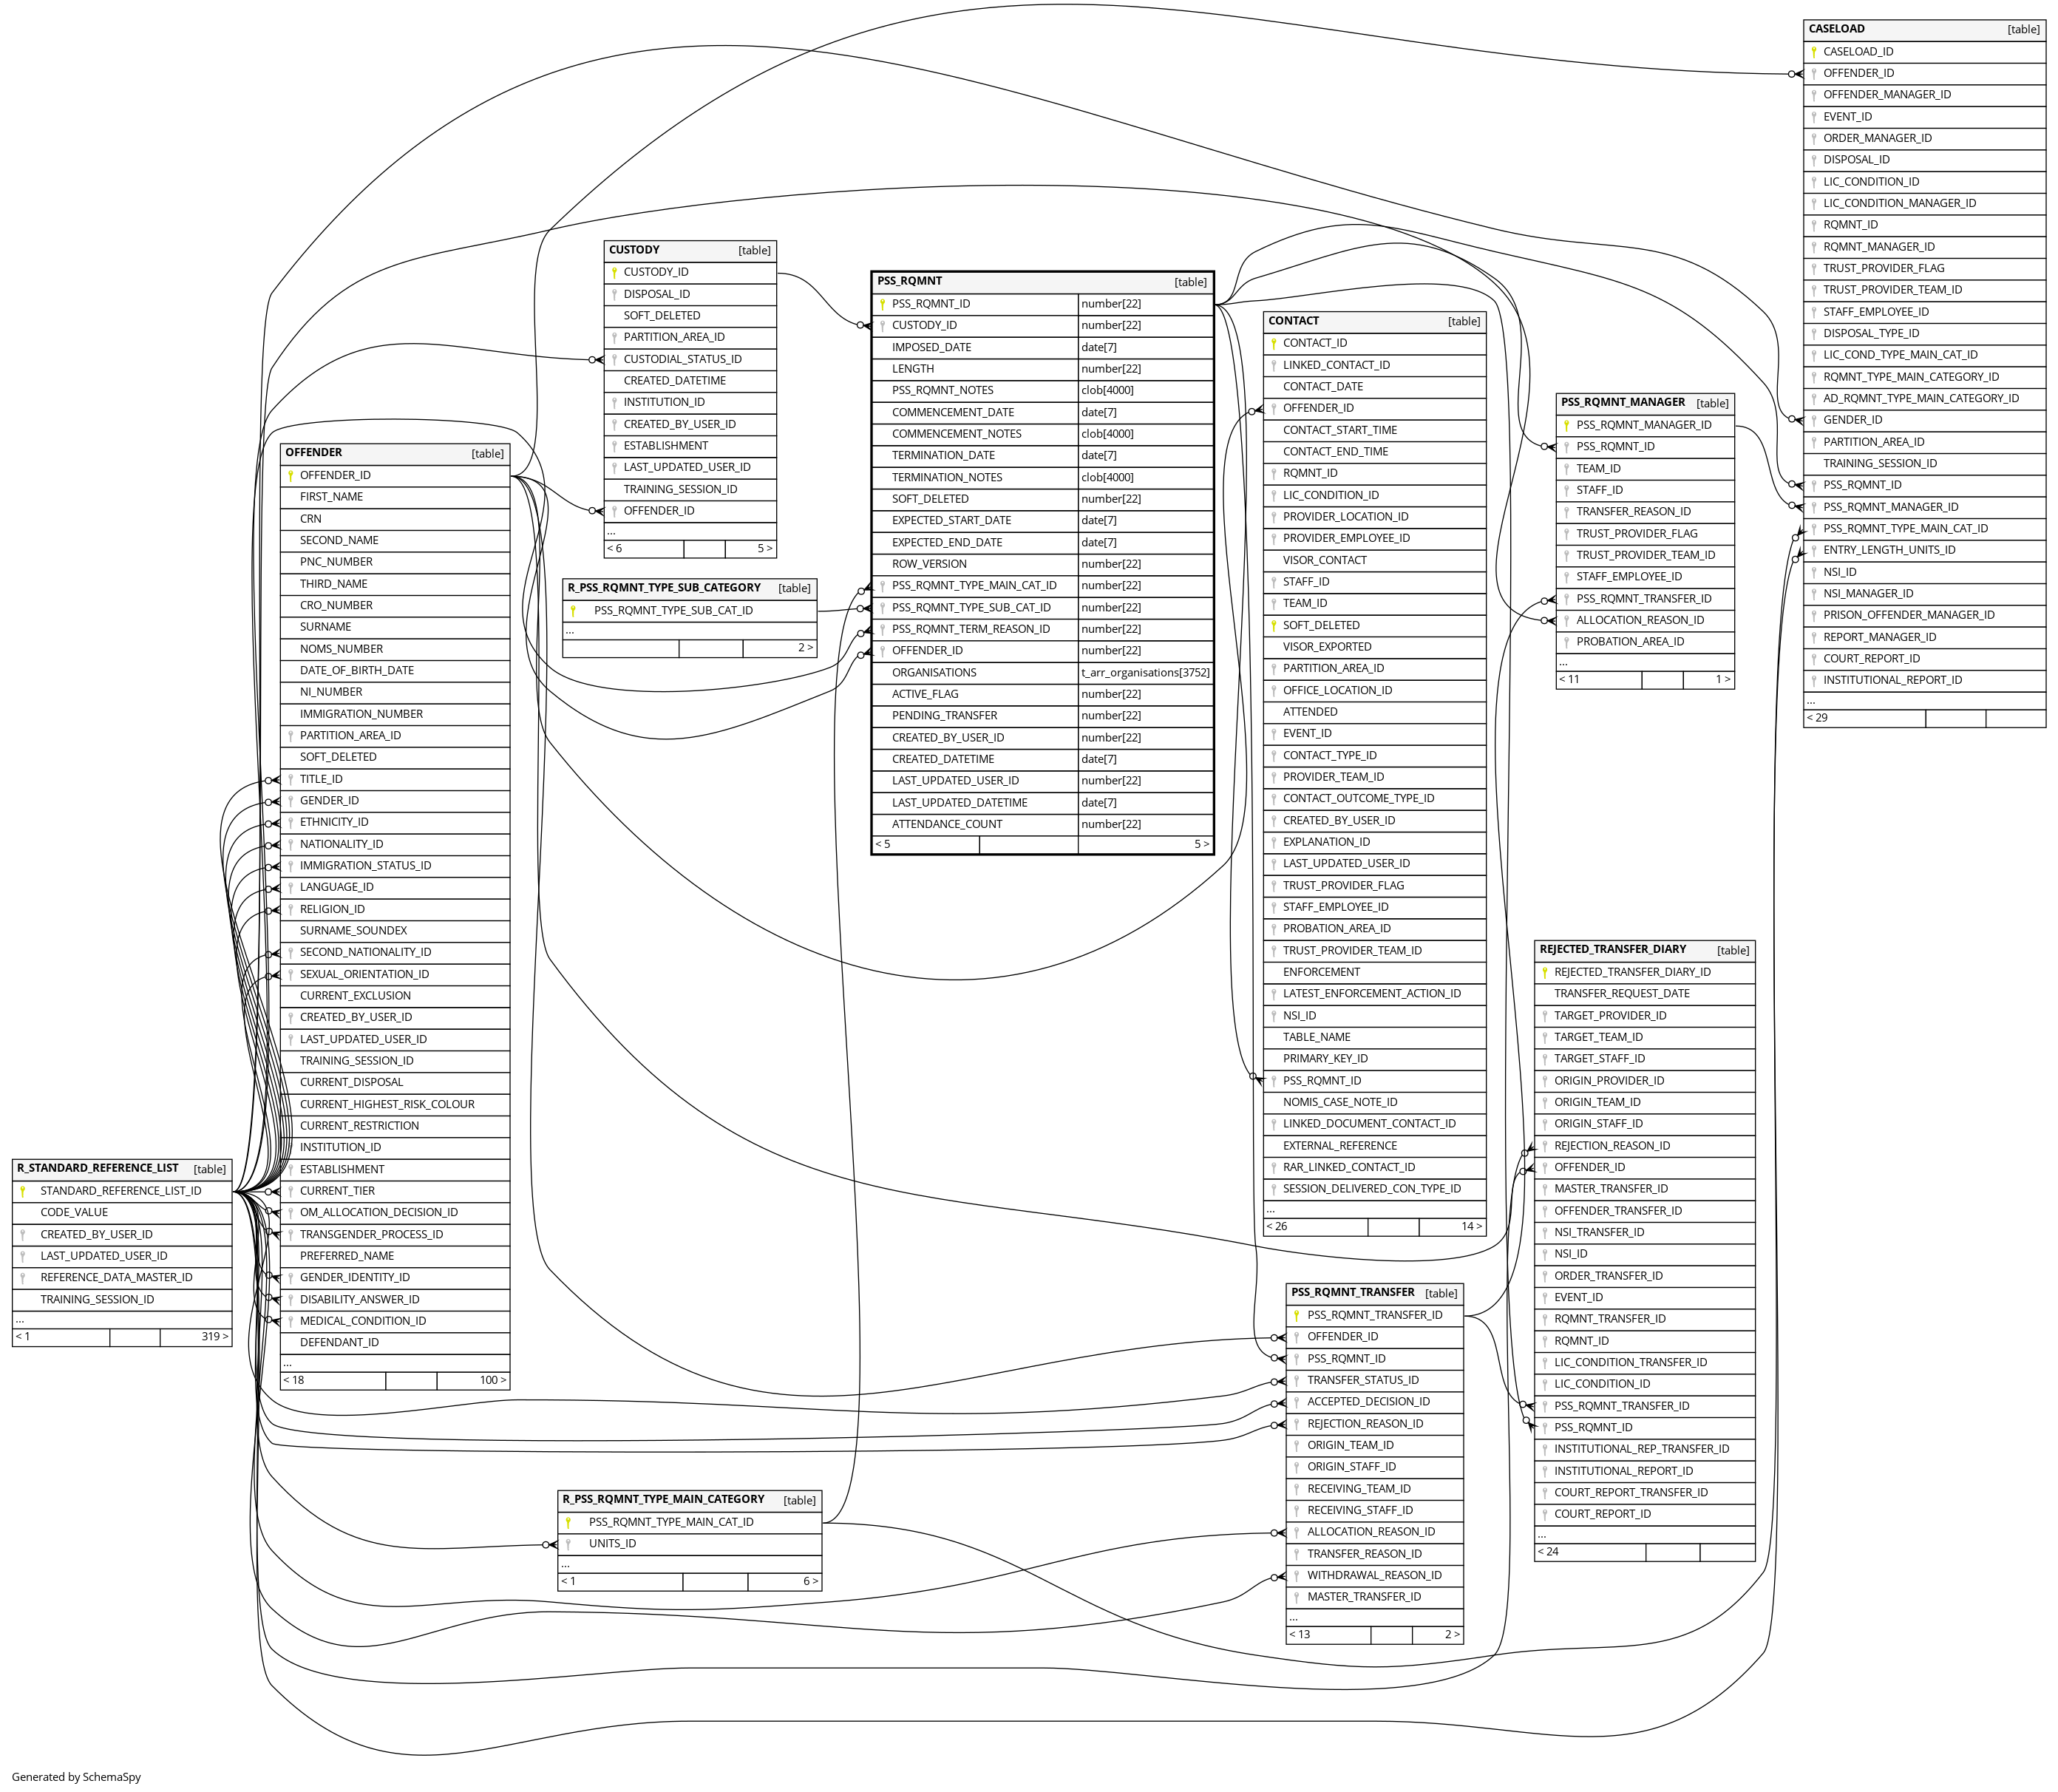 CASELOAD [table]
CASELOAD_ID
OFFENDER_ID
OFFENDER_MANAGER_ID
EVENT_ID
ORDER_MANAGER_ID
DISPOSAL_ID
LIC_CONDITION_ID
LIC_CONDITION_MANAGER_ID
RQMNT_ID
RQMNT_MANAGER_ID
TRUST_PROVIDER_FLAG
TRUST_PROVIDER_TEAM_ID
STAFF_EMPLOYEE_ID
DISPOSAL_TYPE_ID
LIC_COND_TYPE_MAIN_CAT_ID
RQMNT_TYPE_MAIN_CATEGORY_ID
AD_RQMNT_TYPE_MAIN_CATEGORY_ID
GENDER_ID
PARTITION_AREA_ID
TRAINING_SESSION_ID
PSS_RQMNT_ID
PSS_RQMNT_MANAGER_ID
PSS_RQMNT_TYPE_MAIN_CAT_ID
ENTRY_LENGTH_UNITS_ID
NSI_ID
NSI_MANAGER_ID
PRISON_OFFENDER_MANAGER_ID
REPORT_MANAGER_ID
COURT_REPORT_ID
INSTITUTIONAL_REPORT_ID
...
< 29
CUSTODY [table]
CUSTODY_ID
DISPOSAL_ID
SOFT_DELETED
PARTITION_AREA_ID
CUSTODIAL_STATUS_ID
CREATED_DATETIME
INSTITUTION_ID
CREATED_BY_USER_ID
ESTABLISHMENT
LAST_UPDATED_USER_ID
TRAINING_SESSION_ID
OFFENDER_ID
...
< 6 5 >
PSS_RQMNT [table]
PSS_RQMNT_ID number[22]
CUSTODY_ID number[22]
IMPOSED_DATE date[7]
LENGTH number[22]
PSS_RQMNT_NOTES clob[4000]
COMMENCEMENT_DATE date[7]
COMMENCEMENT_NOTES clob[4000]
TERMINATION_DATE date[7]
TERMINATION_NOTES clob[4000]
SOFT_DELETED number[22]
EXPECTED_START_DATE date[7]
EXPECTED_END_DATE date[7]
ROW_VERSION number[22]
PSS_RQMNT_TYPE_MAIN_CAT_ID number[22]
PSS_RQMNT_TYPE_SUB_CAT_ID number[22]
PSS_RQMNT_TERM_REASON_ID number[22]
OFFENDER_ID number[22]
ORGANISATIONS t_arr_organisations[3752]
ACTIVE_FLAG number[22]
PENDING_TRANSFER number[22]
CREATED_BY_USER_ID number[22]
CREATED_DATETIME date[7]
LAST_UPDATED_USER_ID number[22]
LAST_UPDATED_DATETIME date[7]
ATTENDANCE_COUNT number[22]
< 5 5 >
CONTACT [table]
CONTACT_ID
LINKED_CONTACT_ID
CONTACT_DATE
OFFENDER_ID
CONTACT_START_TIME
CONTACT_END_TIME
RQMNT_ID
LIC_CONDITION_ID
PROVIDER_LOCATION_ID
PROVIDER_EMPLOYEE_ID
VISOR_CONTACT
STAFF_ID
TEAM_ID
SOFT_DELETED
VISOR_EXPORTED
PARTITION_AREA_ID
OFFICE_LOCATION_ID
ATTENDED
EVENT_ID
CONTACT_TYPE_ID
PROVIDER_TEAM_ID
CONTACT_OUTCOME_TYPE_ID
CREATED_BY_USER_ID
EXPLANATION_ID
LAST_UPDATED_USER_ID
TRUST_PROVIDER_FLAG
STAFF_EMPLOYEE_ID
PROBATION_AREA_ID
TRUST_PROVIDER_TEAM_ID
ENFORCEMENT
LATEST_ENFORCEMENT_ACTION_ID
NSI_ID
TABLE_NAME
PRIMARY_KEY_ID
PSS_RQMNT_ID
NOMIS_CASE_NOTE_ID
LINKED_DOCUMENT_CONTACT_ID
EXTERNAL_REFERENCE
RAR_LINKED_CONTACT_ID
SESSION_DELIVERED_CON_TYPE_ID
...
< 26 14 >
PSS_RQMNT_MANAGER [table]
PSS_RQMNT_MANAGER_ID
PSS_RQMNT_ID
TEAM_ID
STAFF_ID
TRANSFER_REASON_ID
TRUST_PROVIDER_FLAG
TRUST_PROVIDER_TEAM_ID
STAFF_EMPLOYEE_ID
PSS_RQMNT_TRANSFER_ID
ALLOCATION_REASON_ID
PROBATION_AREA_ID
...
< 11 1 >
OFFENDER [table]
OFFENDER_ID
FIRST_NAME
CRN
SECOND_NAME
PNC_NUMBER
THIRD_NAME
CRO_NUMBER
SURNAME
NOMS_NUMBER
DATE_OF_BIRTH_DATE
NI_NUMBER
IMMIGRATION_NUMBER
PARTITION_AREA_ID
SOFT_DELETED
TITLE_ID
GENDER_ID
ETHNICITY_ID
NATIONALITY_ID
IMMIGRATION_STATUS_ID
LANGUAGE_ID
RELIGION_ID
SURNAME_SOUNDEX
SECOND_NATIONALITY_ID
SEXUAL_ORIENTATION_ID
CURRENT_EXCLUSION
CREATED_BY_USER_ID
LAST_UPDATED_USER_ID
TRAINING_SESSION_ID
CURRENT_DISPOSAL
CURRENT_HIGHEST_RISK_COLOUR
CURRENT_RESTRICTION
INSTITUTION_ID
ESTABLISHMENT
CURRENT_TIER
OM_ALLOCATION_DECISION_ID
TRANSGENDER_PROCESS_ID
PREFERRED_NAME
GENDER_IDENTITY_ID
DISABILITY_ANSWER_ID
MEDICAL_CONDITION_ID
DEFENDANT_ID
...
< 18 100 >
R_PSS_RQMNT_TYPE_SUB_CATEGORY [table]
PSS_RQMNT_TYPE_SUB_CAT_ID
...
2 >
REJECTED_TRANSFER_DIARY [table]
REJECTED_TRANSFER_DIARY_ID
TRANSFER_REQUEST_DATE
TARGET_PROVIDER_ID
TARGET_TEAM_ID
TARGET_STAFF_ID
ORIGIN_PROVIDER_ID
ORIGIN_TEAM_ID
ORIGIN_STAFF_ID
REJECTION_REASON_ID
OFFENDER_ID
MASTER_TRANSFER_ID
OFFENDER_TRANSFER_ID
NSI_TRANSFER_ID
NSI_ID
ORDER_TRANSFER_ID
EVENT_ID
RQMNT_TRANSFER_ID
RQMNT_ID
LIC_CONDITION_TRANSFER_ID
LIC_CONDITION_ID
PSS_RQMNT_TRANSFER_ID
PSS_RQMNT_ID
INSTITUTIONAL_REP_TRANSFER_ID
INSTITUTIONAL_REPORT_ID
COURT_REPORT_TRANSFER_ID
COURT_REPORT_ID
...
< 24
R_STANDARD_REFERENCE_LIST [table]
STANDARD_REFERENCE_LIST_ID
CODE_VALUE
CREATED_BY_USER_ID
LAST_UPDATED_USER_ID
REFERENCE_DATA_MASTER_ID
TRAINING_SESSION_ID
...
< 1 319 >
PSS_RQMNT_TRANSFER [table]
PSS_RQMNT_TRANSFER_ID
OFFENDER_ID
PSS_RQMNT_ID
TRANSFER_STATUS_ID
ACCEPTED_DECISION_ID
REJECTION_REASON_ID
ORIGIN_TEAM_ID
ORIGIN_STAFF_ID
RECEIVING_TEAM_ID
RECEIVING_STAFF_ID
ALLOCATION_REASON_ID
TRANSFER_REASON_ID
WITHDRAWAL_REASON_ID
MASTER_TRANSFER_ID
...
< 13 2 >
R_PSS_RQMNT_TYPE_MAIN_CATEGORY [table]
PSS_RQMNT_TYPE_MAIN_CAT_ID
UNITS_ID
...
< 1 6 >
Generated by SchemaSpy